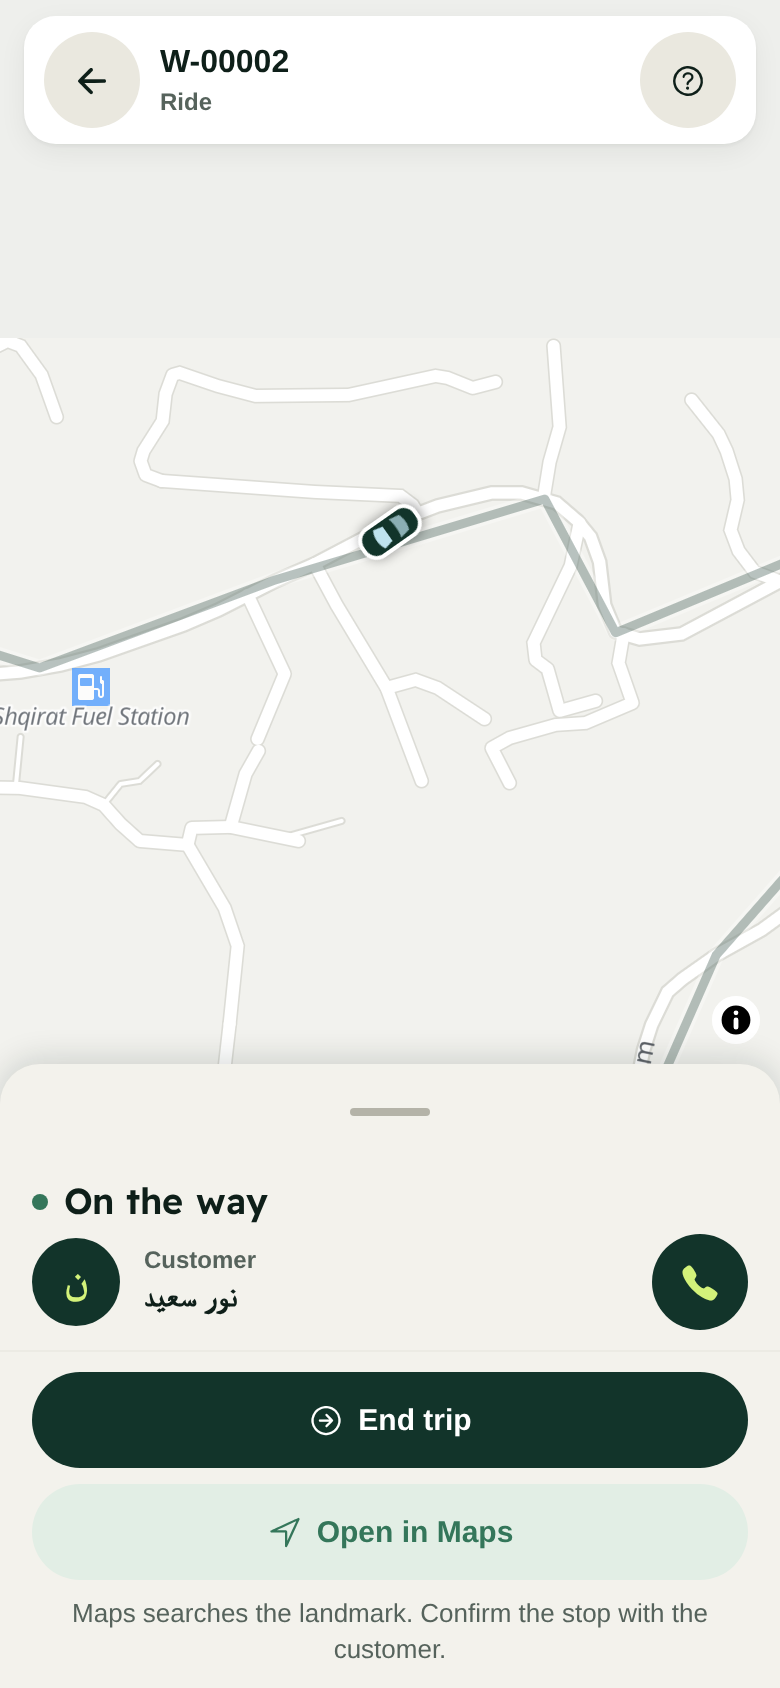 W-00002
Ride
Shqirat Fuel Station
m
On the way
ن
Customer
نور سعيد
End trip
Open in Maps
Maps searches the landmark. Confirm the stop with the
customer.